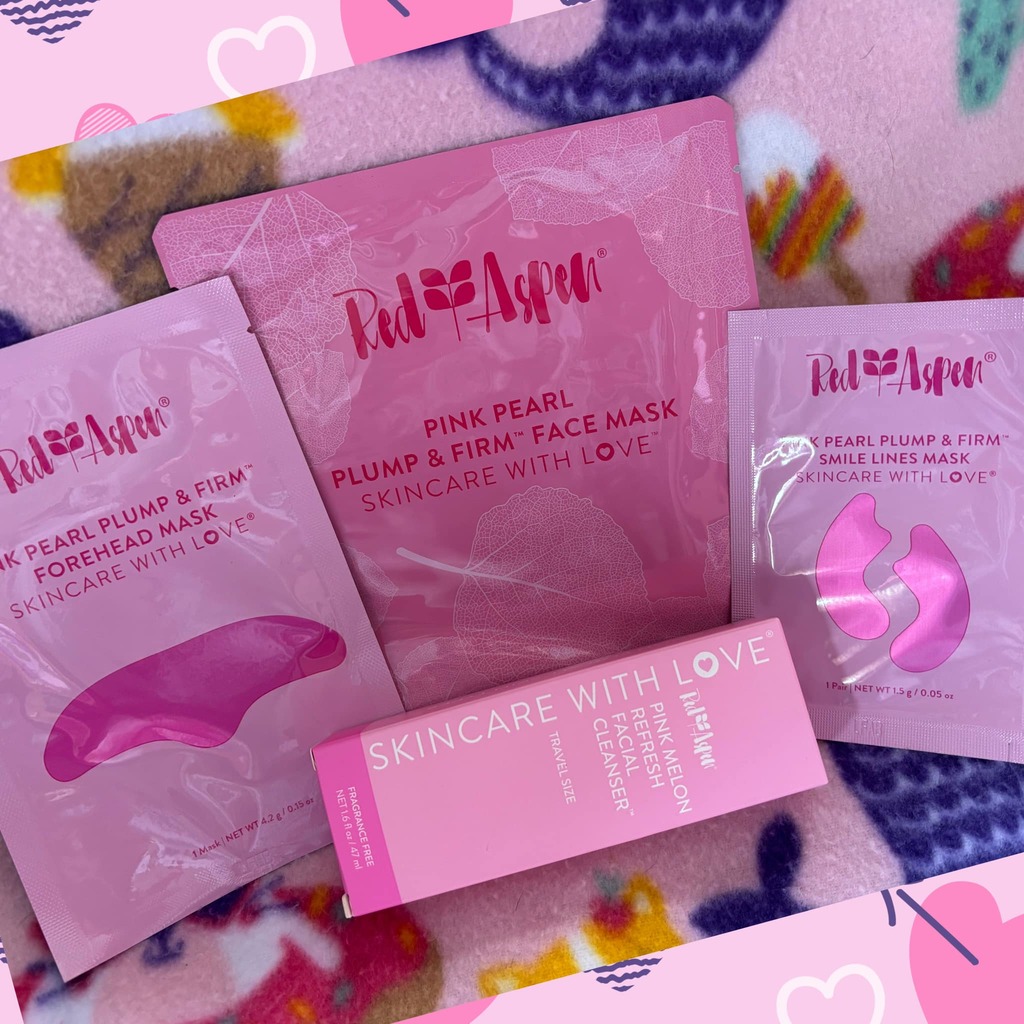 Red Aspen®
PINK PEARL
PLUMP & FIRM™ FACE MASK
SKINCARE WITH LOVE™
Red Aspen®
NK PEARL PLUMP & FIRM™
FOREHEAD MASK
SKINCARE WITH LOVE®
1 Mask | NET WT 4.2 g / 0.15 oz
Red Aspen®
K PEARL PLUMP & FIRM™
SMILE LINES MASK
SKINCARE WITH LOVE®
1 Pair | NET WT 1.5 g / 0.05 oz
SKINCARE WITH LOVE®
Red Aspen
PINK MELON
REFRESH
FACIAL
CLEANSER™
TRAVEL SIZE
FRAGRANCE FREE
NET 1.6 fl oz / 47 ml